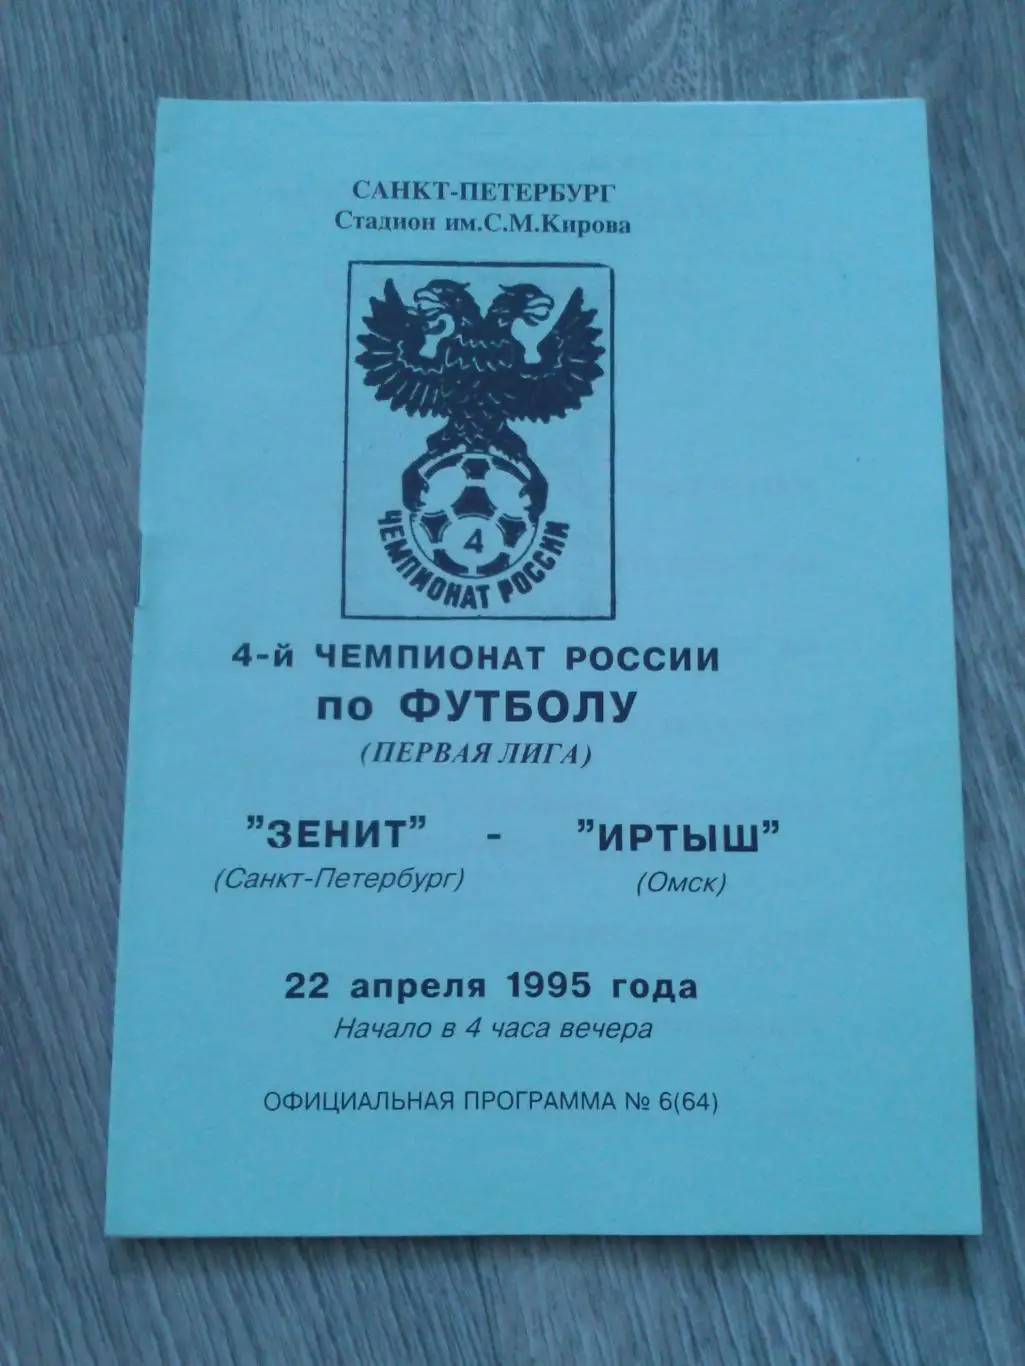 САНКТ-ПЕТЕРБУРГ
Стадион им.С.М.Кирова
4
ЧЕМПИОНАТ РОССИИ
4-й ЧЕМПИОНАТ РОССИИ
по ФУТБОЛУ
(ПЕРВАЯ ЛИГА)
"ЗЕНИТ" - "ИРТЫШ"
(Санкт-Петербург) (Омск)
22 апреля 1995 года
Начало в 4 часа вечера
ОФИЦИАЛЬНАЯ ПРОГРАММА № 6(64)